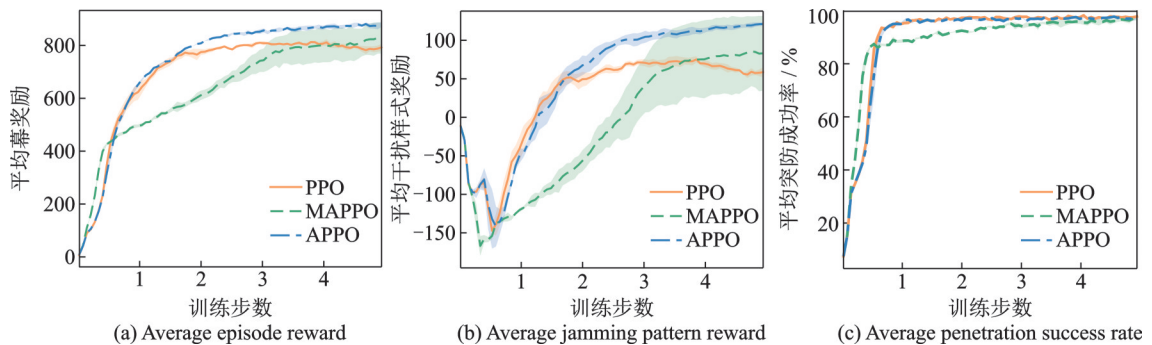 平均幕奖励
800
600
400
200
0
PPO
MAPPO
APPO
1
2
3
4
训练步数
(a) Average episode reward
平均干扰样式奖励
100
50
0
−50
−100
−150
PPO
MAPPO
APPO
1
2
3
4
训练步数
(b) Average jamming pattern reward
平均突防成功率 / %
100
80
60
40
20
PPO
MAPPO
APPO
1
2
3
4
训练步数
(c) Average penetration success rate